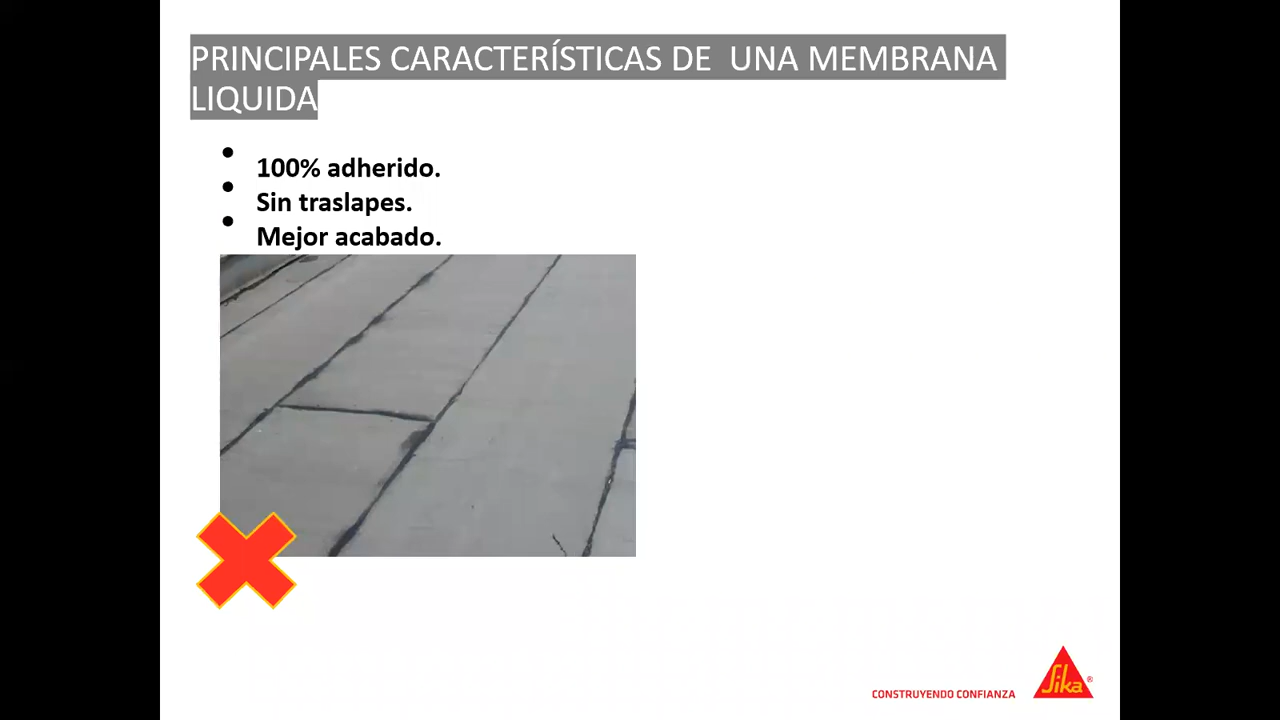 PRINCIPALES CARACTERÍSTICAS DE  UNA MEMBRANA
LIQUIDA
• 100% adherido.
• Sin traslapes.
• Mejor acabado.
CONSTRUYENDO CONFIANZA
Sika®